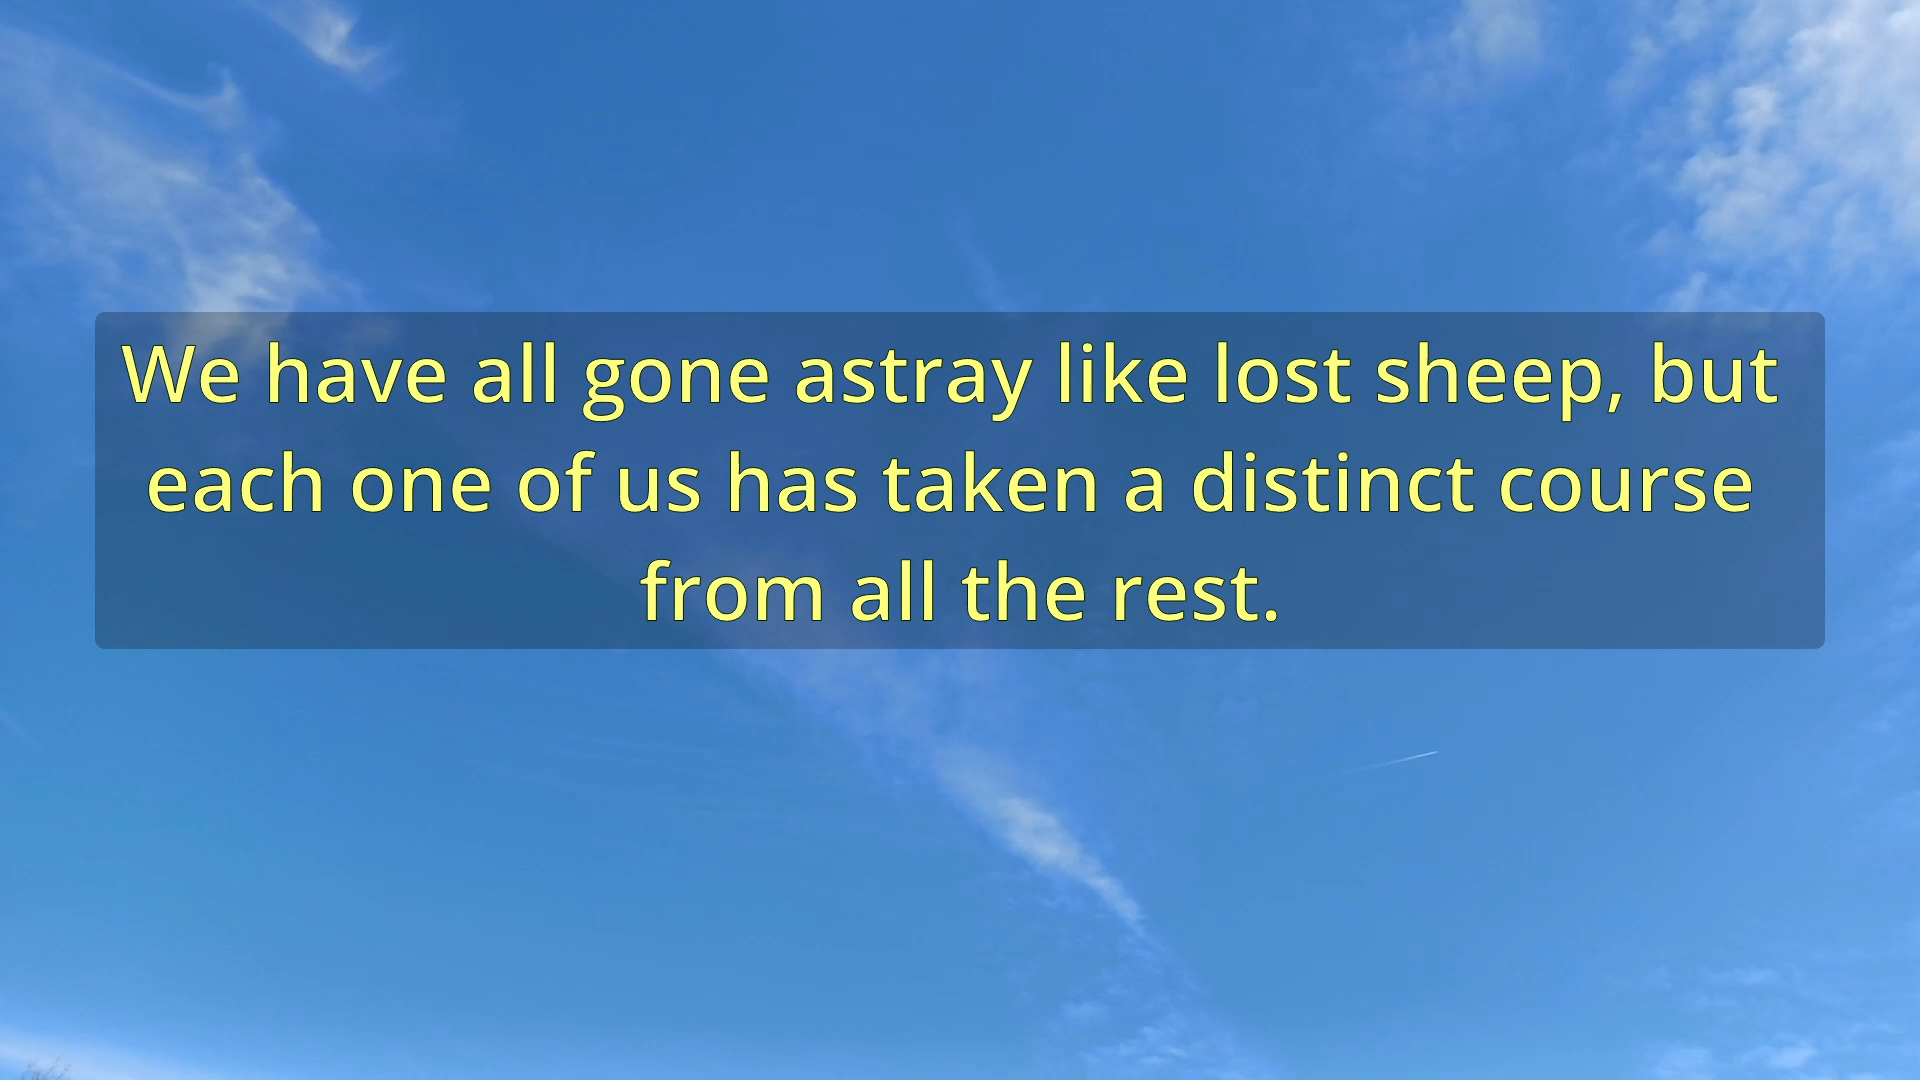 We have all gone astray like lost sheep, but
each one of us has taken a distinct course
from all the rest.